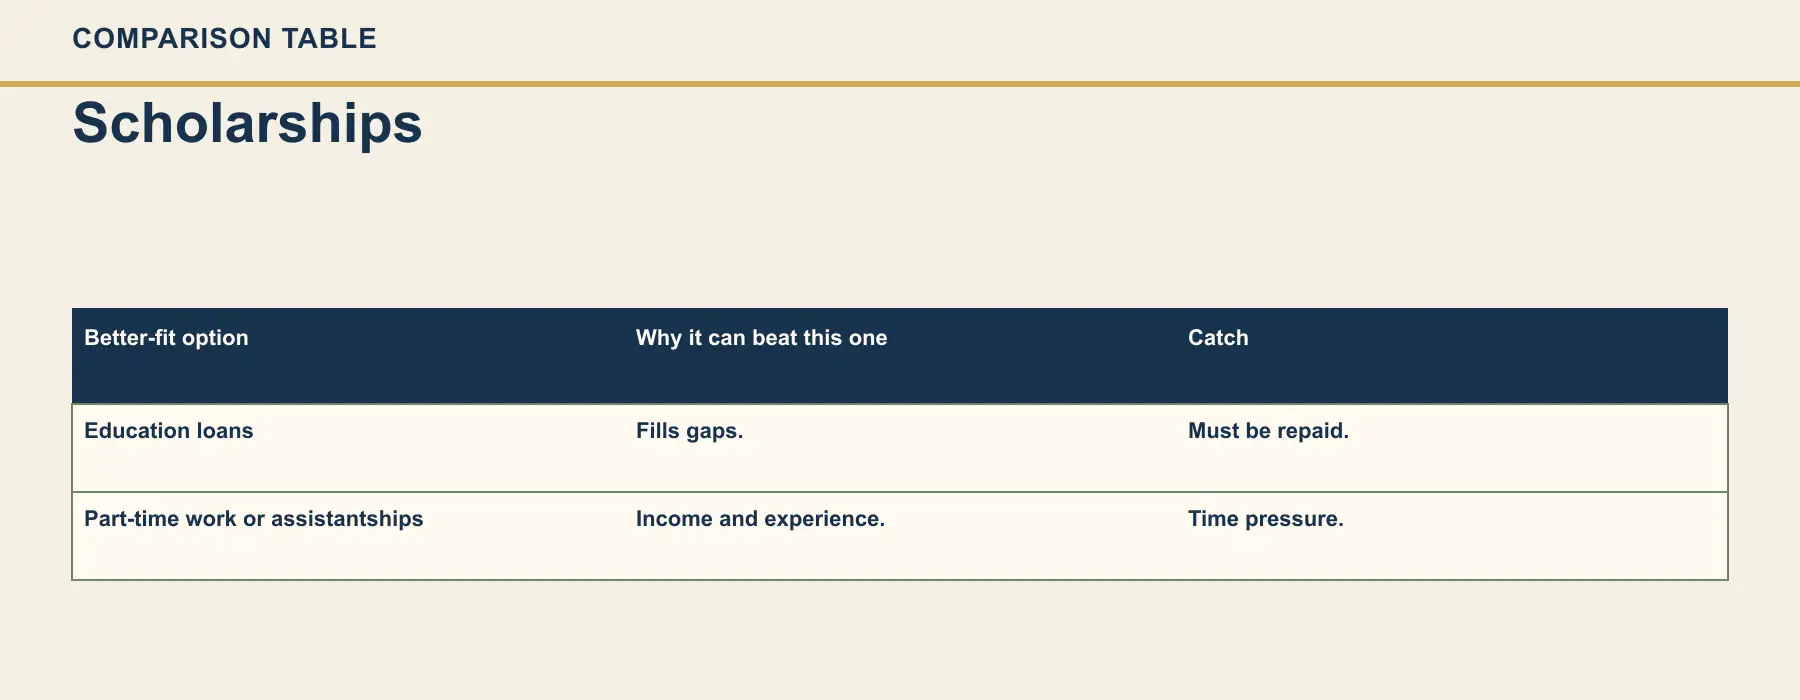 COMPARISON TABLE
Scholarships
Better-fit option Why it can beat this one Catch
Education loans Fills gaps. Must be repaid.
Part-time work or assistantships Income and experience. Time pressure.